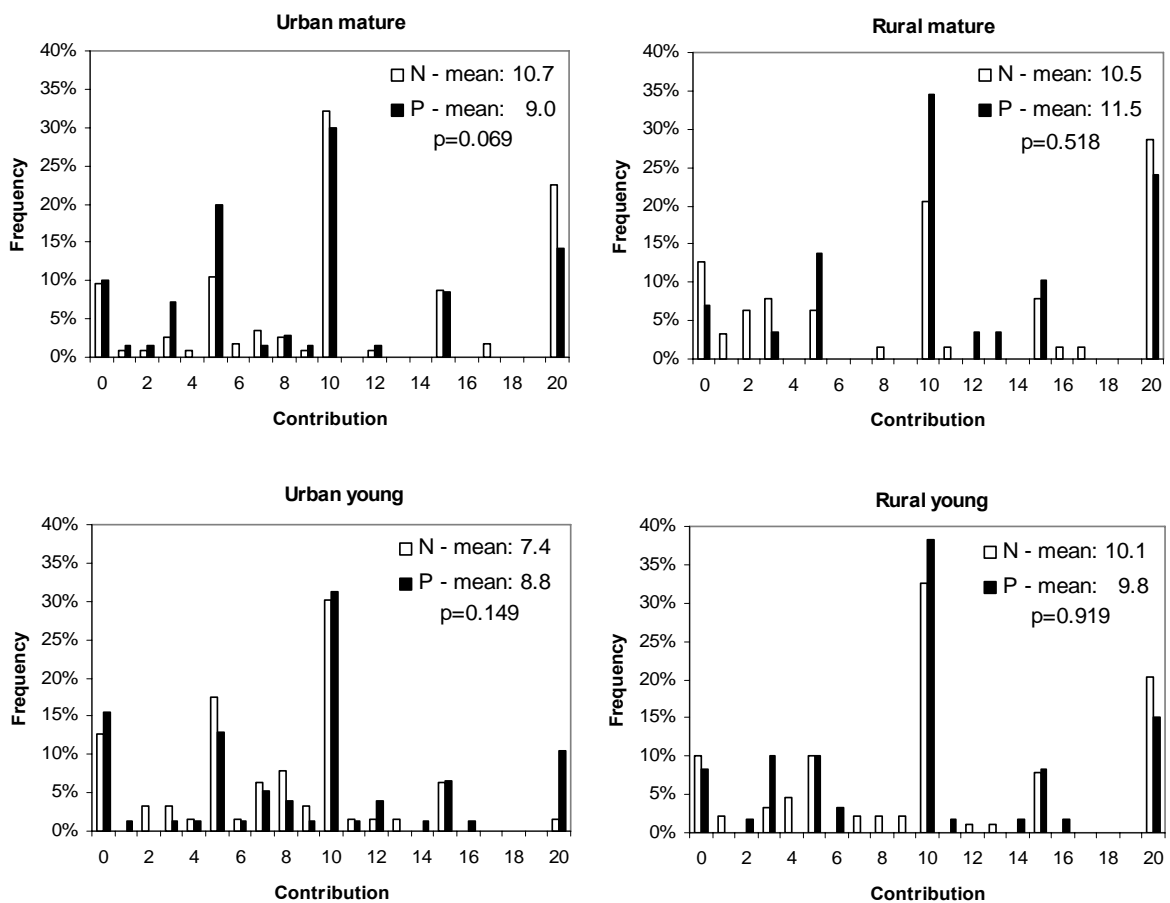 Urban mature
40%
35%
30%
25%
20%
15%
10%
5%
0%
Frequency
N - mean: 10.7
P - mean: 9.0
p=0.069
0 2 4 6 8 10 12 14 16 18 20
Contribution
Rural mature
40%
35%
30%
25%
20%
15%
10%
5%
0%
Frequency
N - mean: 10.5
P - mean: 11.5
p=0.518
0 2 4 6 8 10 12 14 16 18 20
Contribution
Urban young
40%
35%
30%
25%
20%
15%
10%
5%
0%
Frequency
N - mean: 7.4
P - mean: 8.8
p=0.149
0 2 4 6 8 10 12 14 16 18 20
Contribution
Rural young
40%
35%
30%
25%
20%
15%
10%
5%
0%
Frequency
N - mean: 10.1
P - mean: 9.8
p=0.919
0 2 4 6 8 10 12 14 16 18 20
Contribution